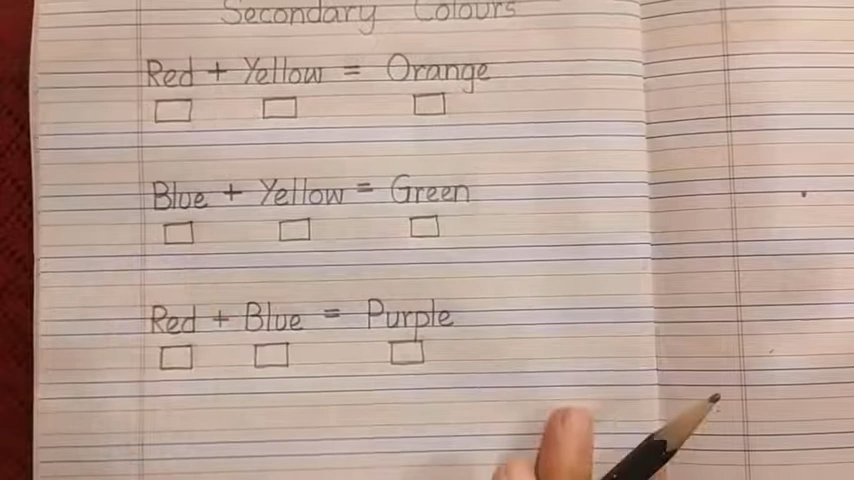 Secondary Colours
Red + Yellow = Orange
Blue + Yellow = Green
Red + Blue = Purple